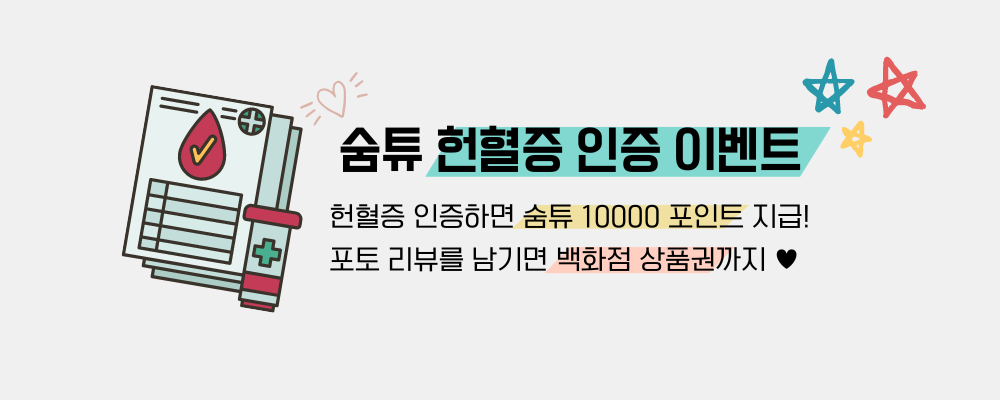 숨튜 헌혈증 인증 이벤트
헌혈증 인증하면 숨튜 10000 포인트 지급!
포토 리뷰를 남기면 백화점 상품권까지 ♥